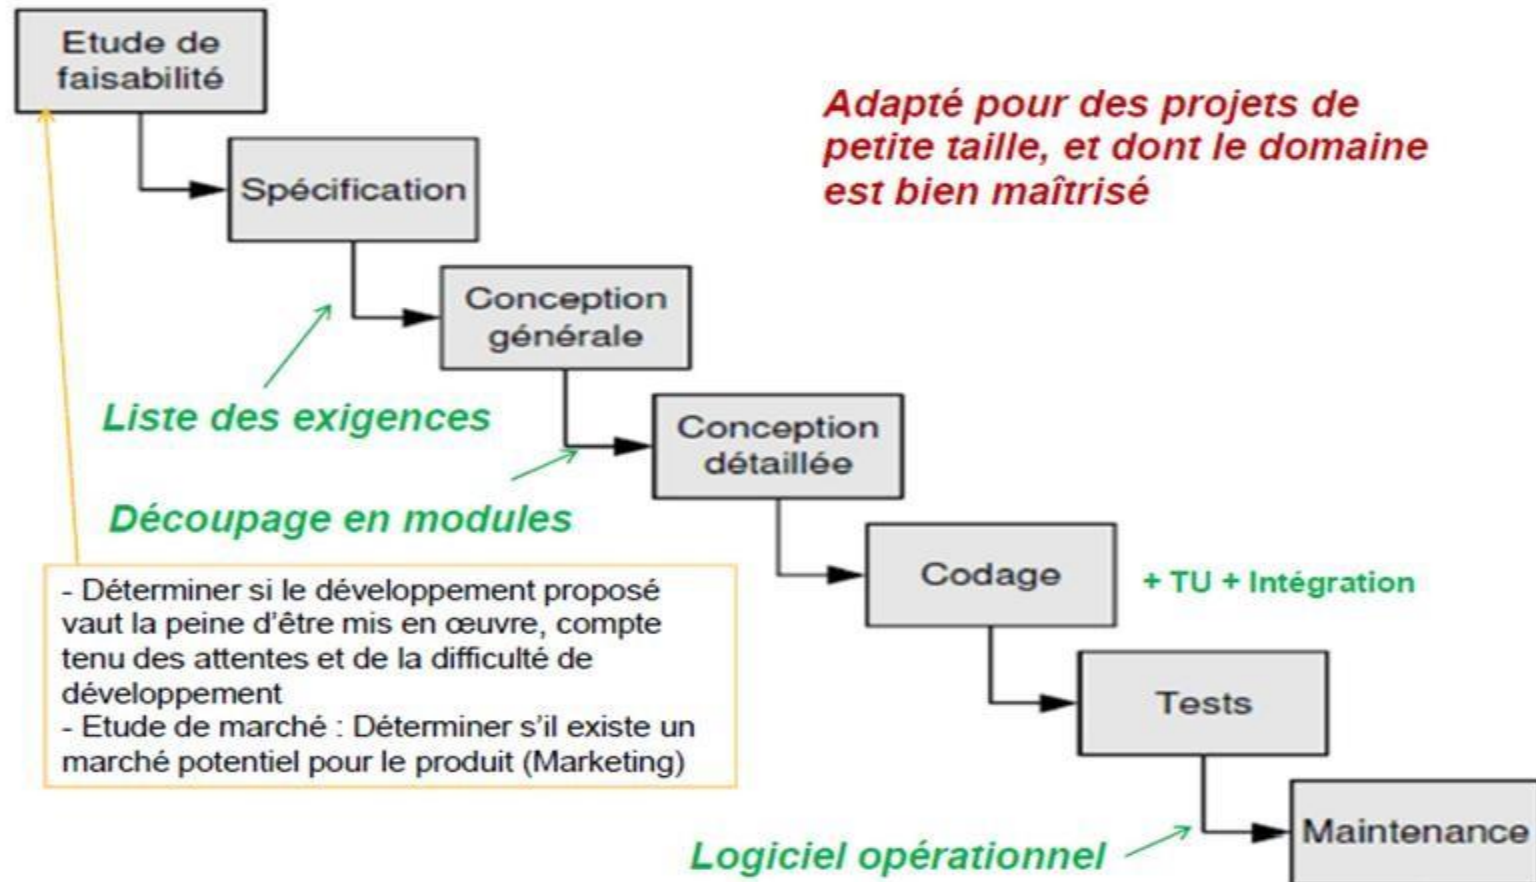 Etude de
faisabilité
Adapté pour des projets de
petite taille, et dont le domaine
est bien maîtrisé
Spécification
Conception
générale
Liste des exigences
Conception
détaillée
Découpage en modules
Codage
+ TU + Intégration
- Déterminer si le développement proposé
vaut la peine d'être mis en œuvre, compte
tenu des attentes et de la difficulté de
développement
- Etude de marché : Déterminer s'il existe un
marché potentiel pour le produit (Marketing)
Tests
Maintenance
Logiciel opérationnel